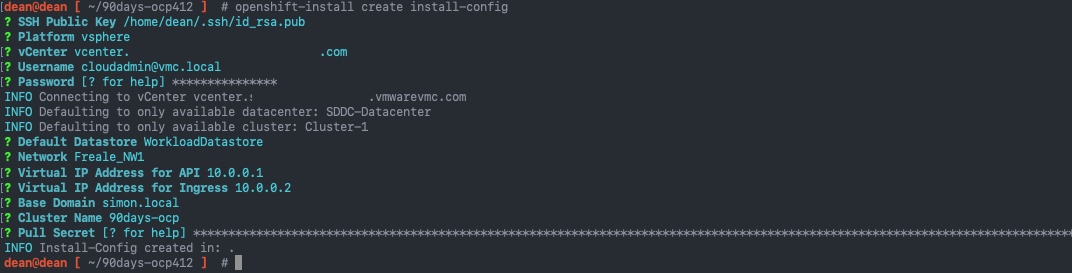 [dean@dean [ ~/90days-ocp412 ]  # openshift-install create install-config
? SSH Public Key /home/dean/.ssh/id_rsa.pub
? Platform vsphere
[? vCenter vcenter. .com
[? Username cloudadmin@vmc.local
[? Password [? for help] ***************
INFO Connecting to vCenter vcenter. .vmwarevmc.com
INFO Defaulting to only available datacenter: SDDC-Datacenter
INFO Defaulting to only available cluster: Cluster-1
? Default Datastore WorkloadDatastore
? Network Freale_NW1
[? Virtual IP Address for API 10.0.0.1
[? Virtual IP Address for Ingress 10.0.0.2
[? Base Domain simon.local
[? Cluster Name 90days-ocp
[? Pull Secret [? for help] ****************************************************************************************************************************
INFO Install-Config created in: .
dean@dean [ ~/90days-ocp412 ]  #